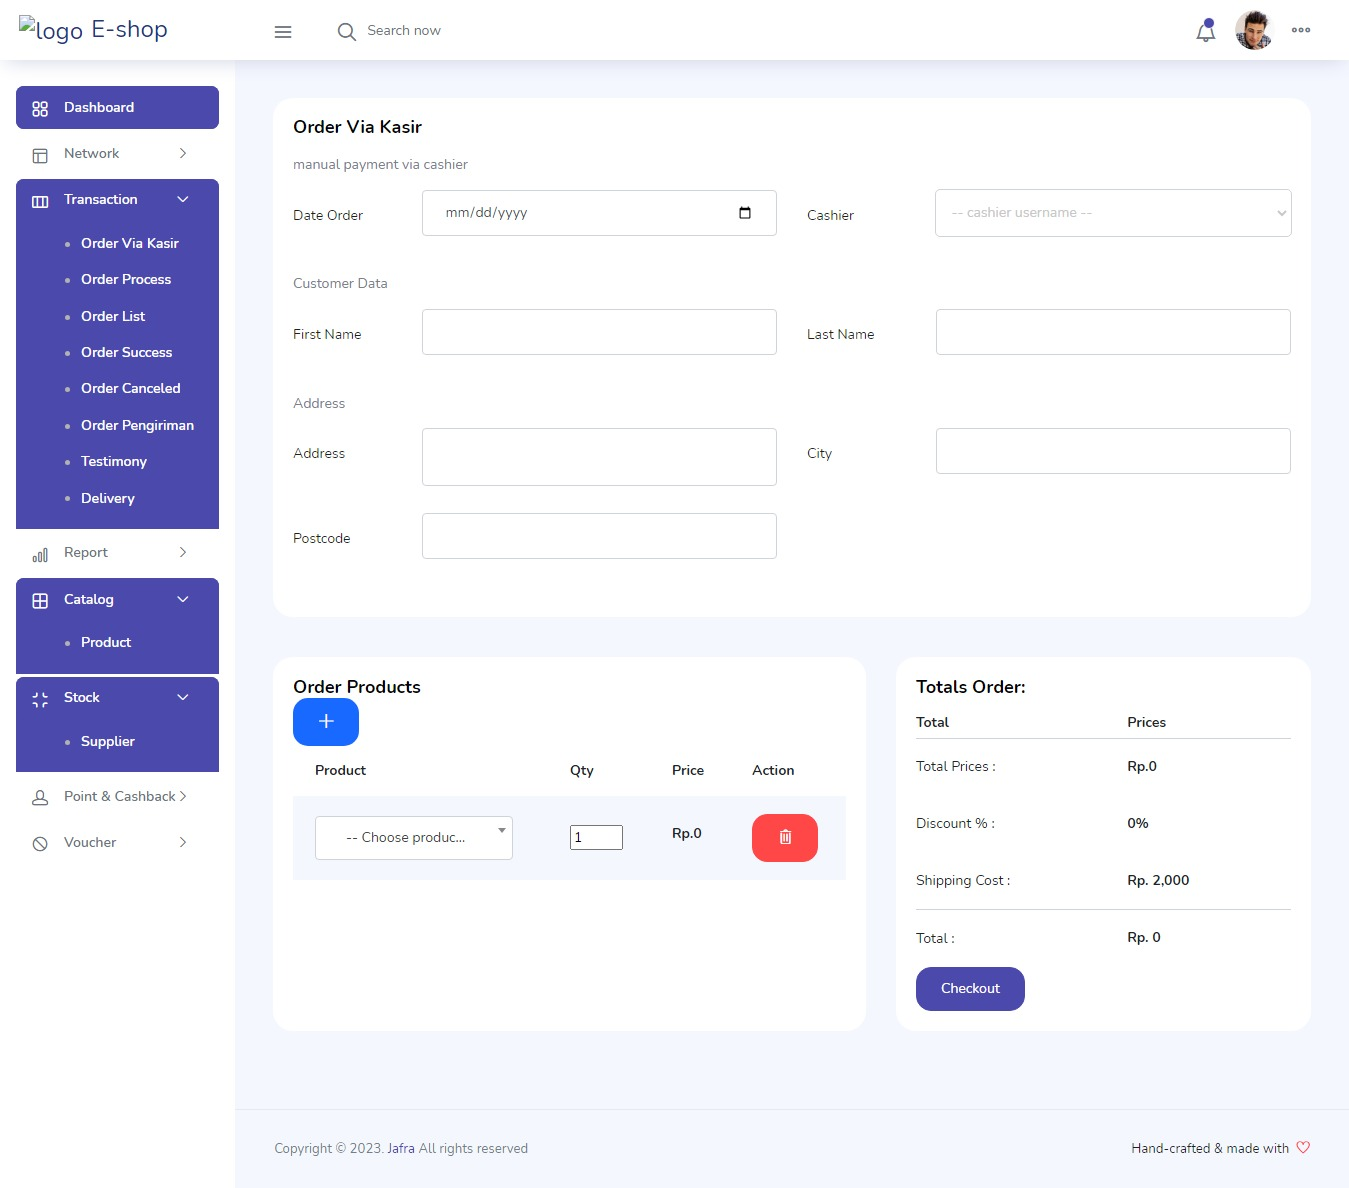 logo E-shop
Search now
Dashboard
Network
Transaction
Order Via Kasir
Order Process
Order List
Order Success
Order Canceled
Order Pengiriman
Testimony
Delivery
Report
Catalog
Product
Stock
Supplier
Point & Cashback
Voucher
Order Via Kasir
manual payment via cashier
Date Order mm/dd/yyyy Cashier -- cashier username --
Customer Data
First Name Last Name
Address
Address City
Postcode
Order Products
+
Product Qty Price Action
-- Choose produc... 1 Rp.0
Totals Order:
Total Prices
Total Prices : Rp.0
Discount % : 0%
Shipping Cost : Rp. 2,000
Total : Rp. 0
Checkout
Copyright © 2023. Jafra All rights reserved
Hand-crafted & made with ♡